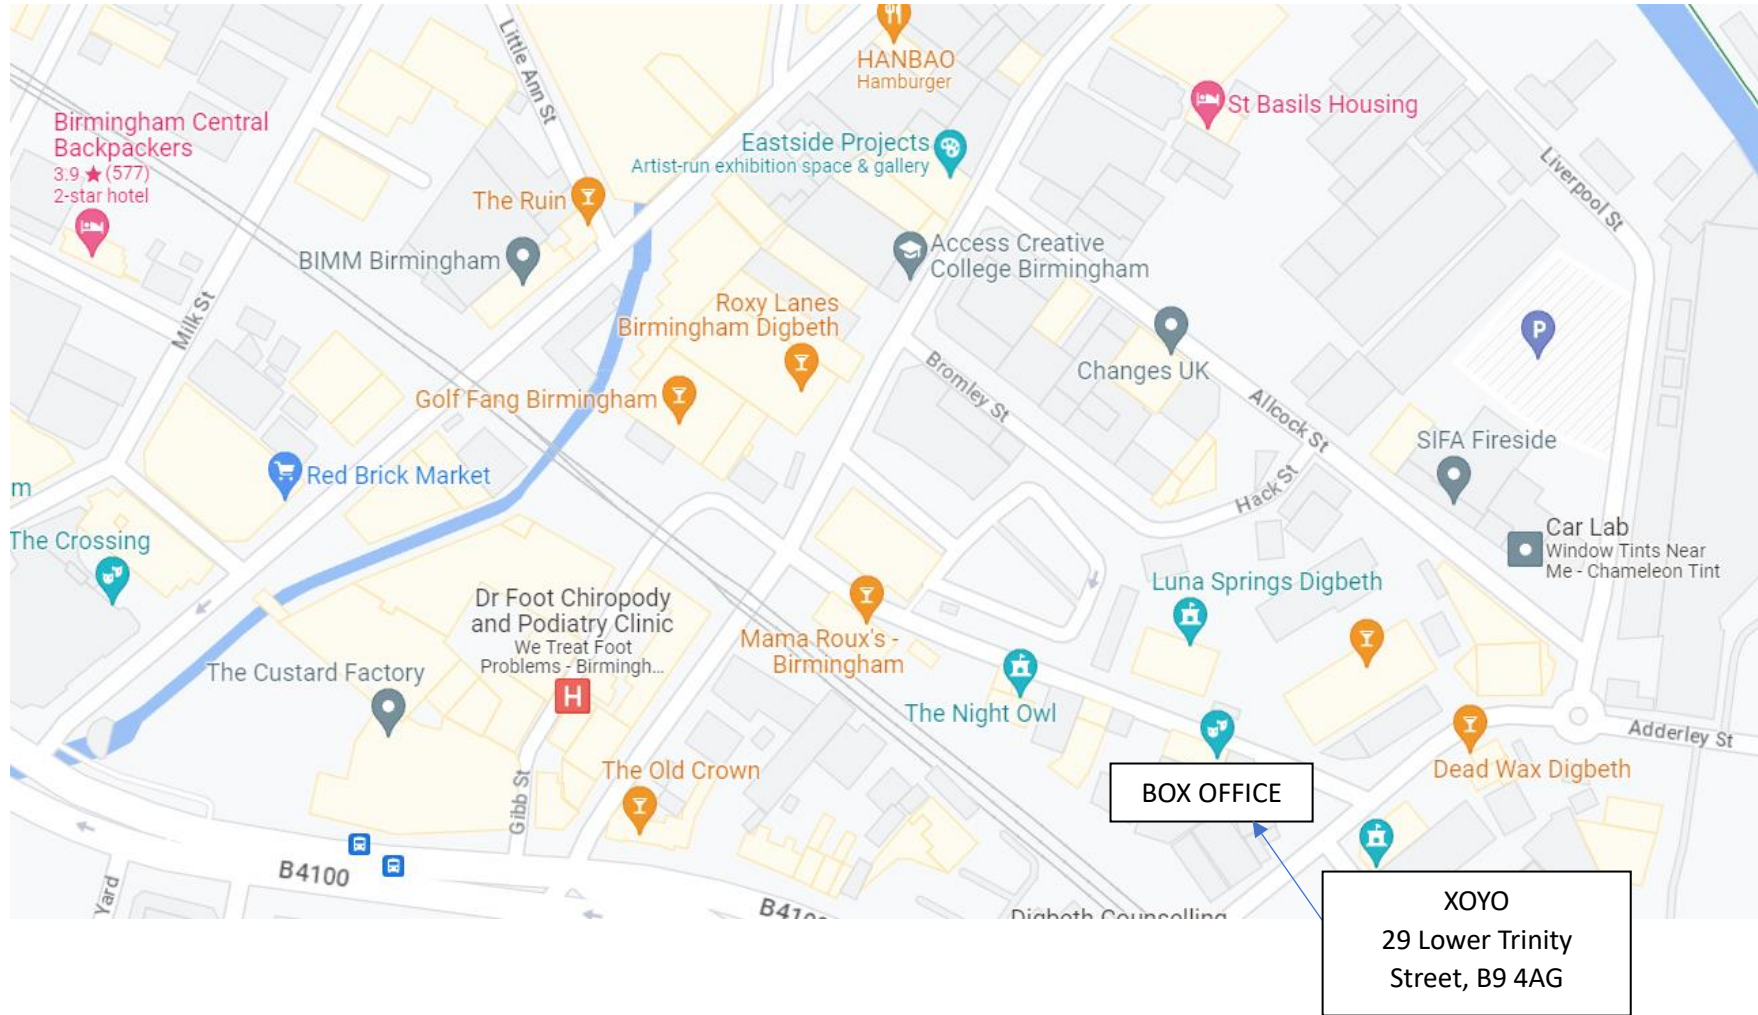 Little Ann St
HANBAO
Hamburger
St Basils Housing
Birmingham Central
Backpackers
3.9 ★ (577)
2-star hotel
Eastside Projects
Artist-run exhibition space & gallery
Liverpool St
The Ruin
BIMM Birmingham
Access Creative
College Birmingham
Milk St
Roxy Lanes
Birmingham Digbeth
P
Changes UK
Bromley St
Golf Fang Birmingham
Allcock St
SIFA Fireside
Red Brick Market
m
Hack St
The Crossing
Car Lab
Window Tints Near
Me - Chameleon Tint
Luna Springs Digbeth
Dr Foot Chiropody
and Podiatry Clinic
We Treat Foot
Problems - Birmingh...
H
Mama Roux's -
Birmingham
The Custard Factory
The Night Owl
Adderley St
The Old Crown
Dead Wax Digbeth
Gibb St
BOX OFFICE
B4100
Yard
B4100
Digbeth Counselling
XOYO
29 Lower Trinity
Street, B9 4AG